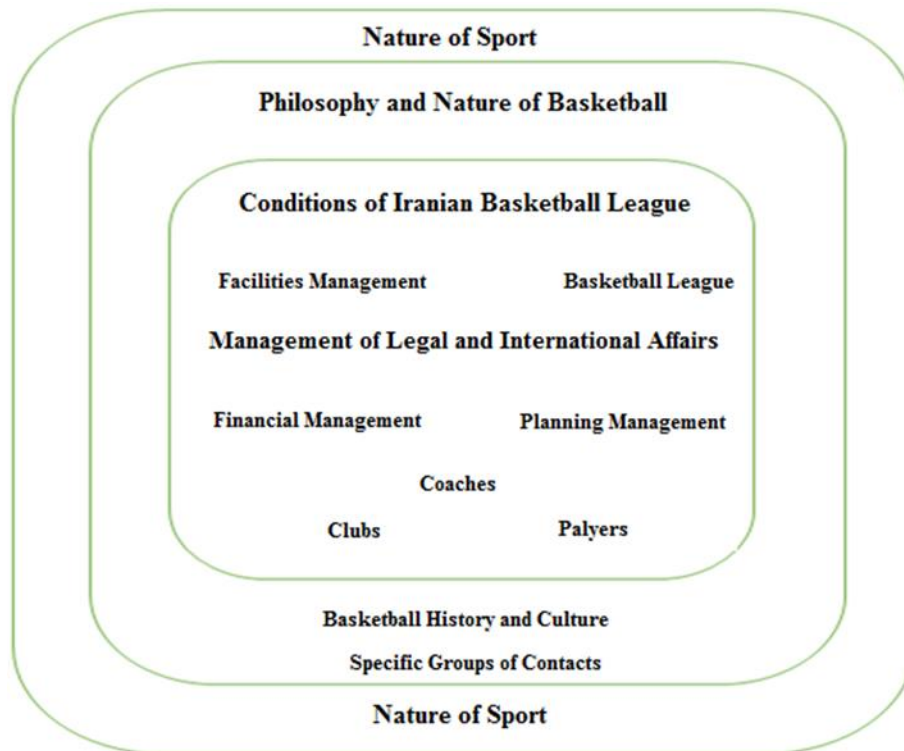 Nature of Sport
Philosophy and Nature of Basketball
Conditions of Iranian Basketball League
Facilities Management Basketball League
Management of Legal and International Affairs
Financial Management Planning Management
Coaches
Clubs Palyers
Basketball History and Culture
Specific Groups of Contacts
Nature of Sport